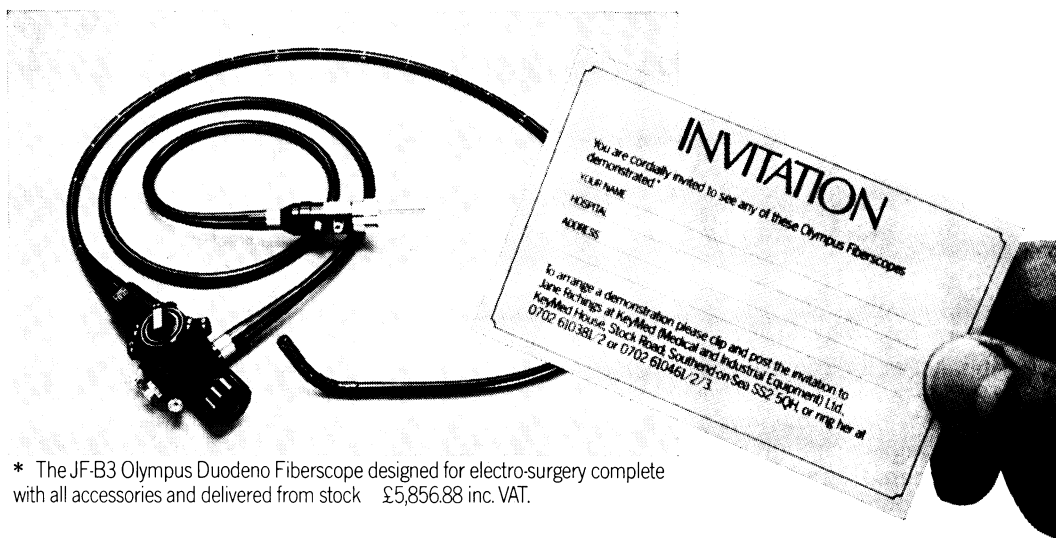 INVITATION
You are cordially invited to see any of these Olympus Fiberscopes
demonstrated*
YOUR NAME
HOSPITAL
ADDRESS
To arrange a demonstration please clip and post the invitation to
Jane Richings at KeyMed (Medical and Industrial Equipment) Ltd.
KeyMed House, Stock Road, Southend-on-Sea SS2 5QH, or ring her at
0702 610381/2 or 0702 610461/2/3.
* The JF-B3 Olympus Duodeno Fiberscope designed for electro-surgery complete
with all accessories and delivered from stock £5,856.88 inc. VAT.